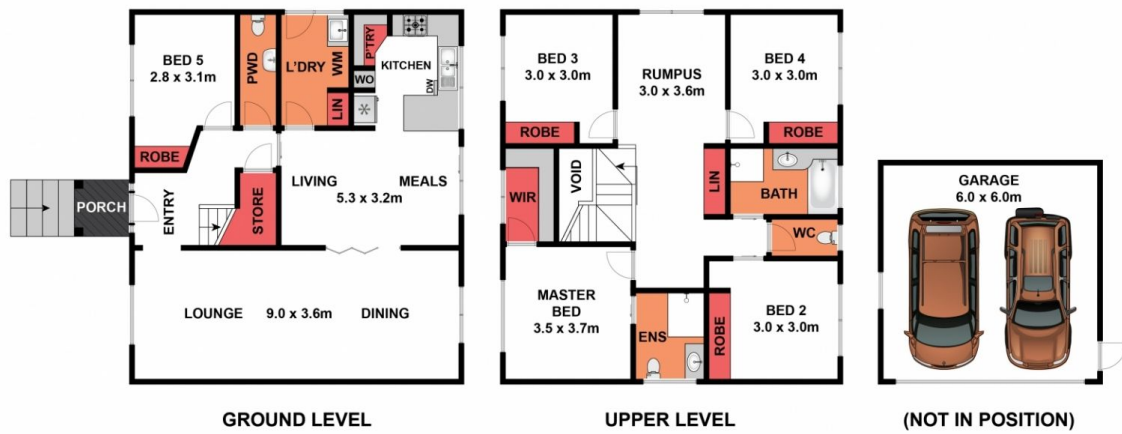 BED 5
2.8 x 3.1m
PWD
L'DRY
WM
P'TRY
KITCHEN
WO
DW
LIN
ROBE
PORCH
ENTRY
STORE
LIVING
MEALS
5.3 x 3.2m
LOUNGE 9.0 x 3.6m DINING
GROUND LEVEL
BED 3
3.0 x 3.0m
RUMPUS
3.0 x 3.6m
BED 4
3.0 x 3.0m
ROBE
ROBE
WIR
VOID
LIN
BATH
WC
MASTER
BED
3.5 x 3.7m
ENS
ROBE
BED 2
3.0 x 3.0m
UPPER LEVEL
GARAGE
6.0 x 6.0m
(NOT IN POSITION)